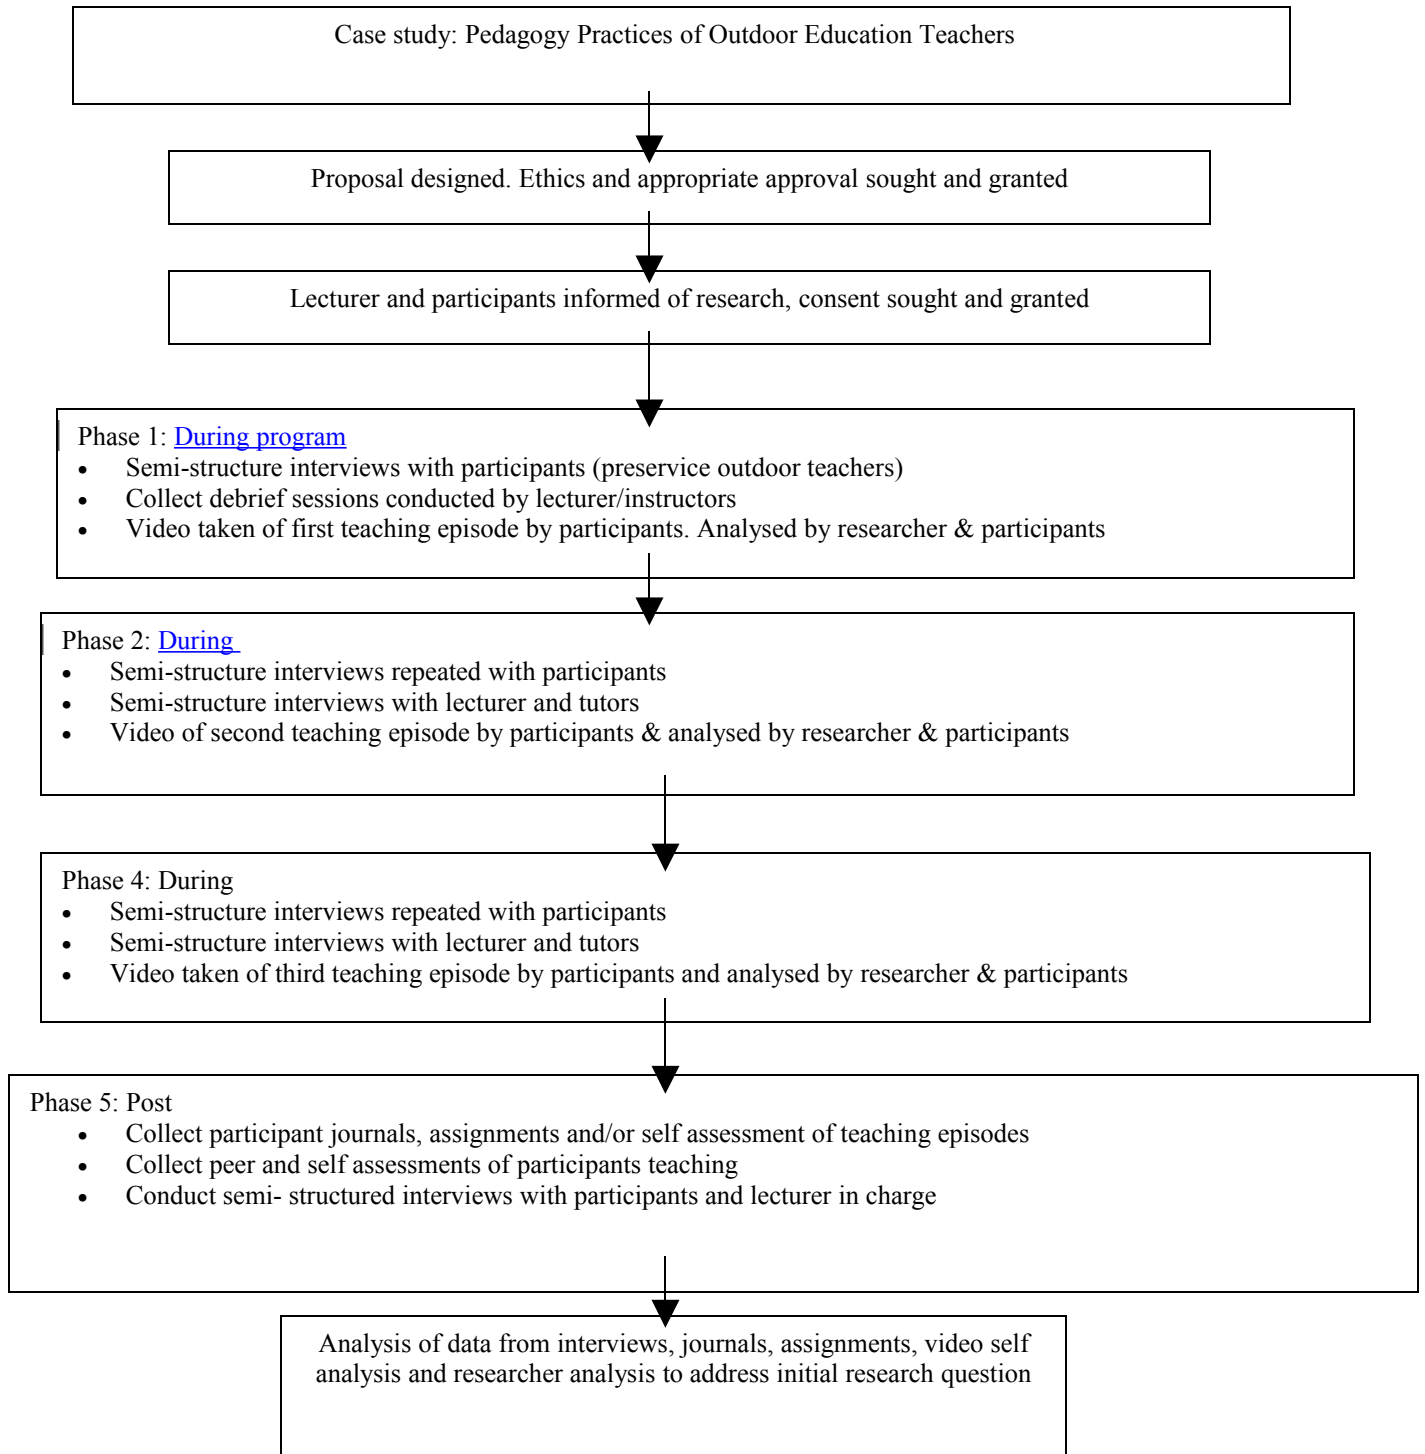 Case study: Pedagogy Practices of Outdoor Education Teachers
Proposal designed. Ethics and appropriate approval sought and granted
Lecturer and participants informed of research, consent sought and granted
Phase 1: During program
• Semi-structure interviews with participants (preservice outdoor teachers)
• Collect debrief sessions conducted by lecturer/instructors
• Video taken of first teaching episode by participants. Analysed by researcher & participants
Phase 2: During
• Semi-structure interviews repeated with participants
• Semi-structure interviews with lecturer and tutors
• Video of second teaching episode by participants & analysed by researcher & participants
Phase 4: During
• Semi-structure interviews repeated with participants
• Semi-structure interviews with lecturer and tutors
• Video taken of third teaching episode by participants and analysed by researcher & participants
Phase 5: Post
• Collect participant journals, assignments and/or self assessment of teaching episodes
• Collect peer and self assessments of participants teaching
• Conduct semi- structured interviews with participants and lecturer in charge
Analysis of data from interviews, journals, assignments, video self
analysis and researcher analysis to address initial research question